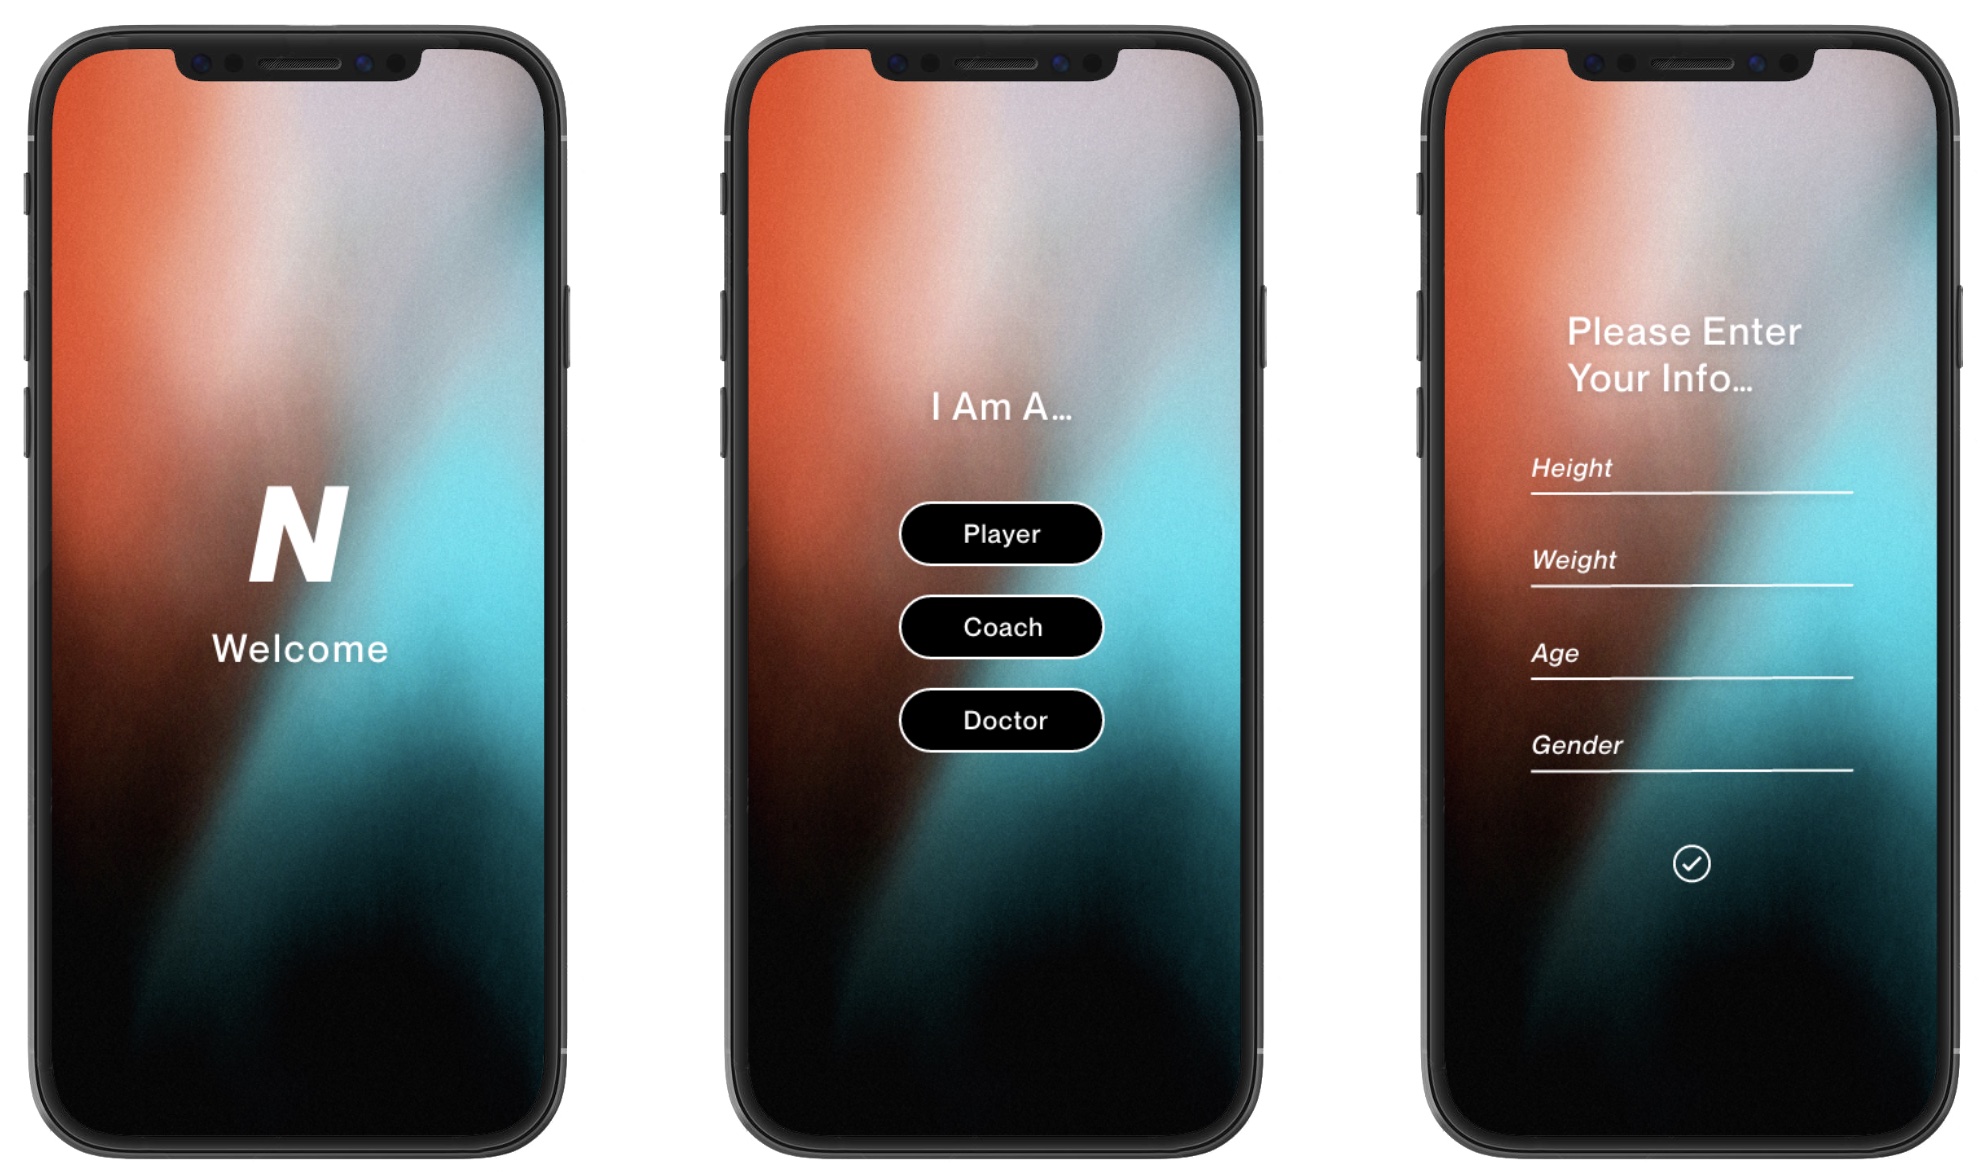 N
Welcome
I Am A...
Player
Coach
Doctor
Please Enter
Your Info...
Height
Weight
Age
Gender